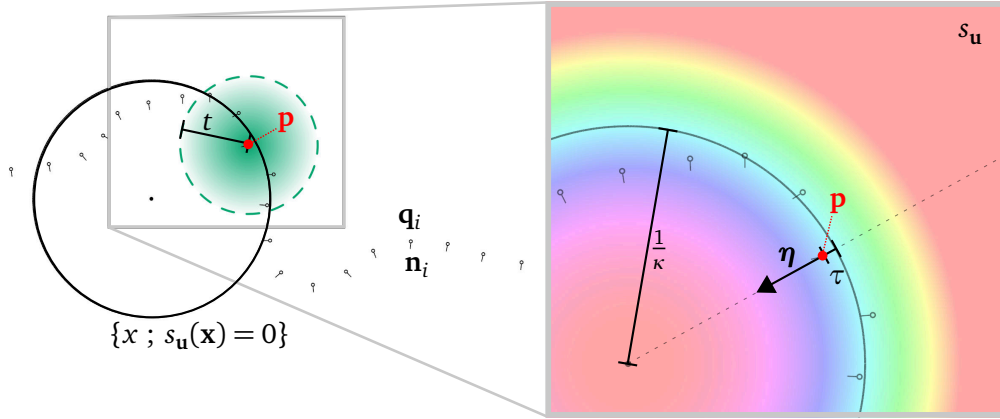 t
p
q_i
n_i
{x ; s_u(x) = 0}
s_u
p
1/κ
η
τ